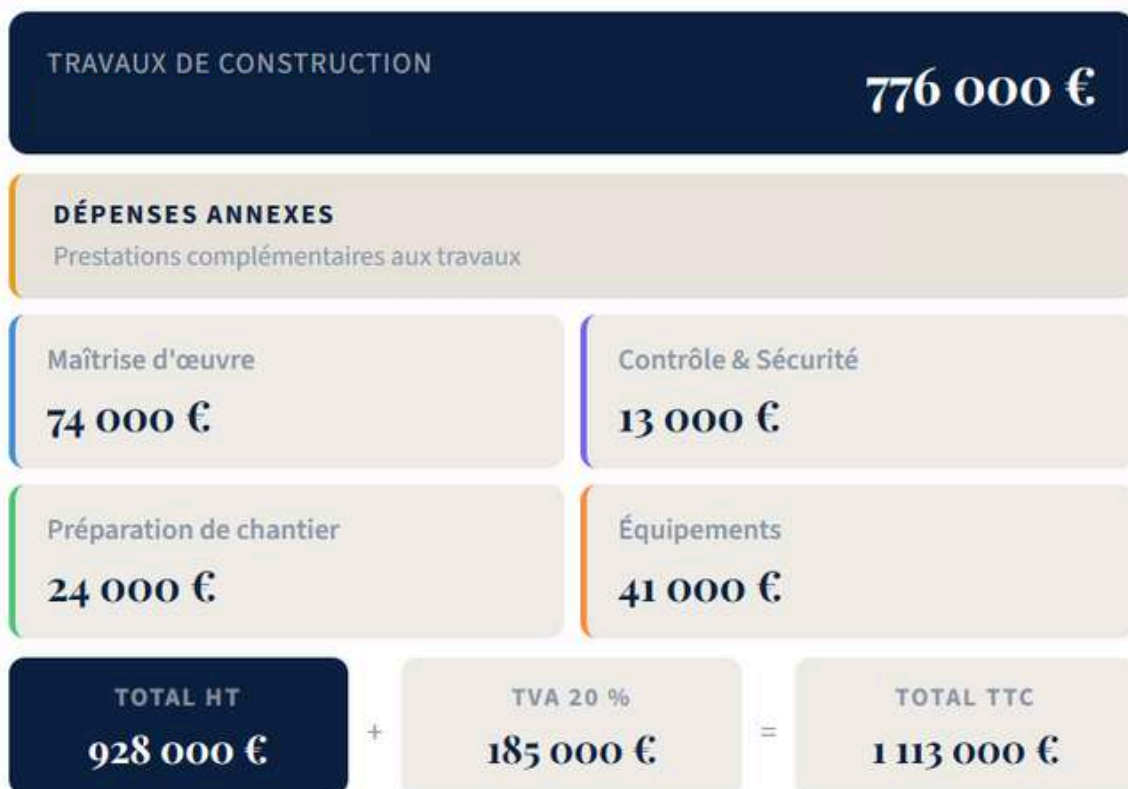 TRAVAUX DE CONSTRUCTION
776 000 €
DÉPENSES ANNEXES
Prestations complémentaires aux travaux
Maîtrise d'œuvre
74 000 €
Contrôle & Sécurité
13 000 €
Préparation de chantier
24 000 €
Équipements
41 000 €
TOTAL HT
928 000 €
+
TVA 20 %
185 000 €
=
TOTAL TTC
1 113 000 €